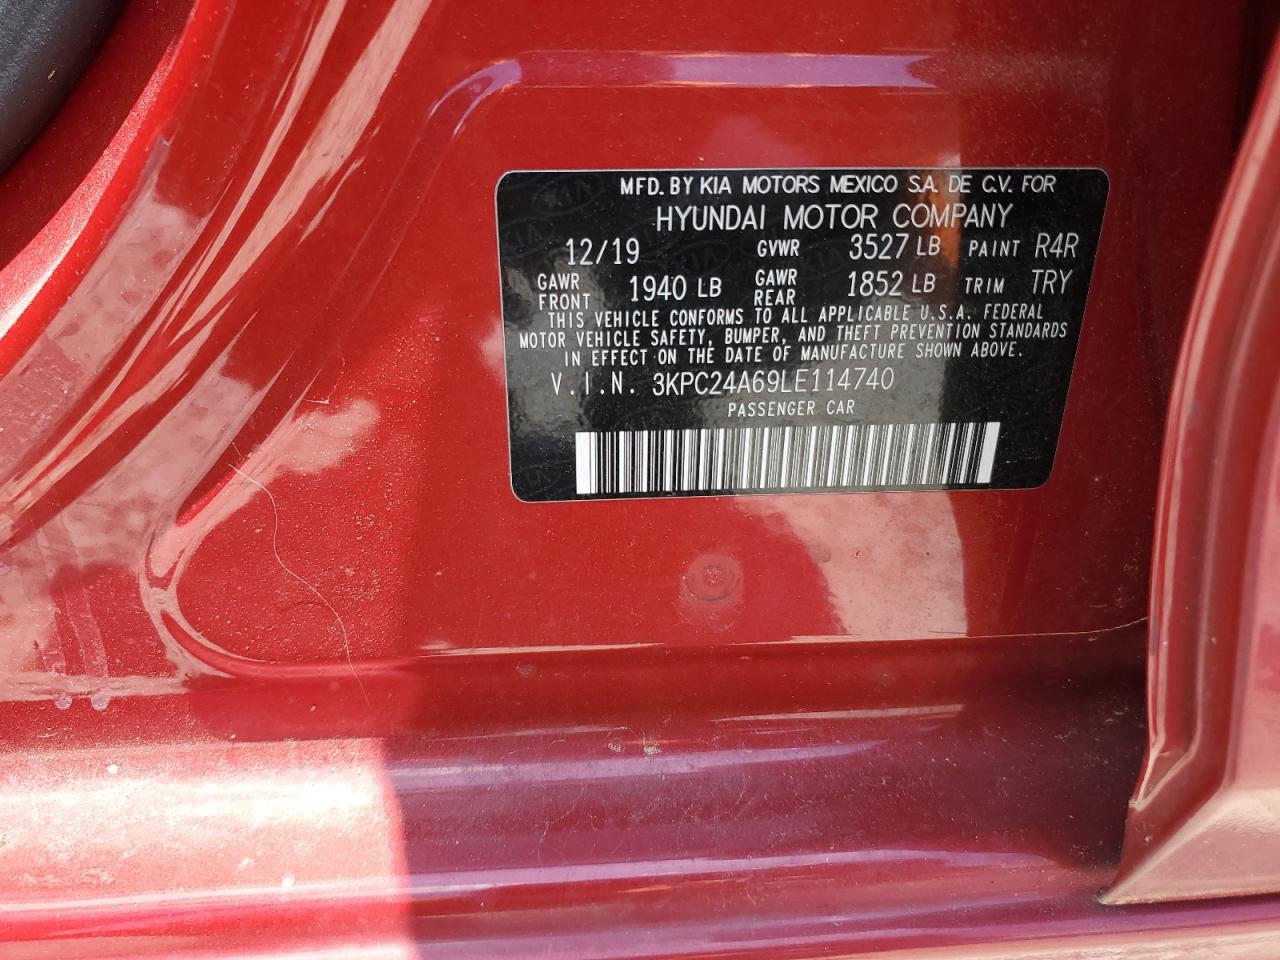 MFD. BY KIA MOTORS MEXICO S.A. DE C.V. FOR
HYUNDAI MOTOR COMPANY
12/19 GVWR 3527 LB PAINT R4R
GAWR FRONT 1940 LB GAWR REAR 1852 LB TRIM TRY
THIS VEHICLE CONFORMS TO ALL APPLICABLE U.S.A. FEDERAL
MOTOR VEHICLE SAFETY, BUMPER, AND THEFT PREVENTION STANDARDS
IN EFFECT ON THE DATE OF MANUFACTURE SHOWN ABOVE.
V.I.N. 3KPC24A69LE114740
PASSENGER CAR